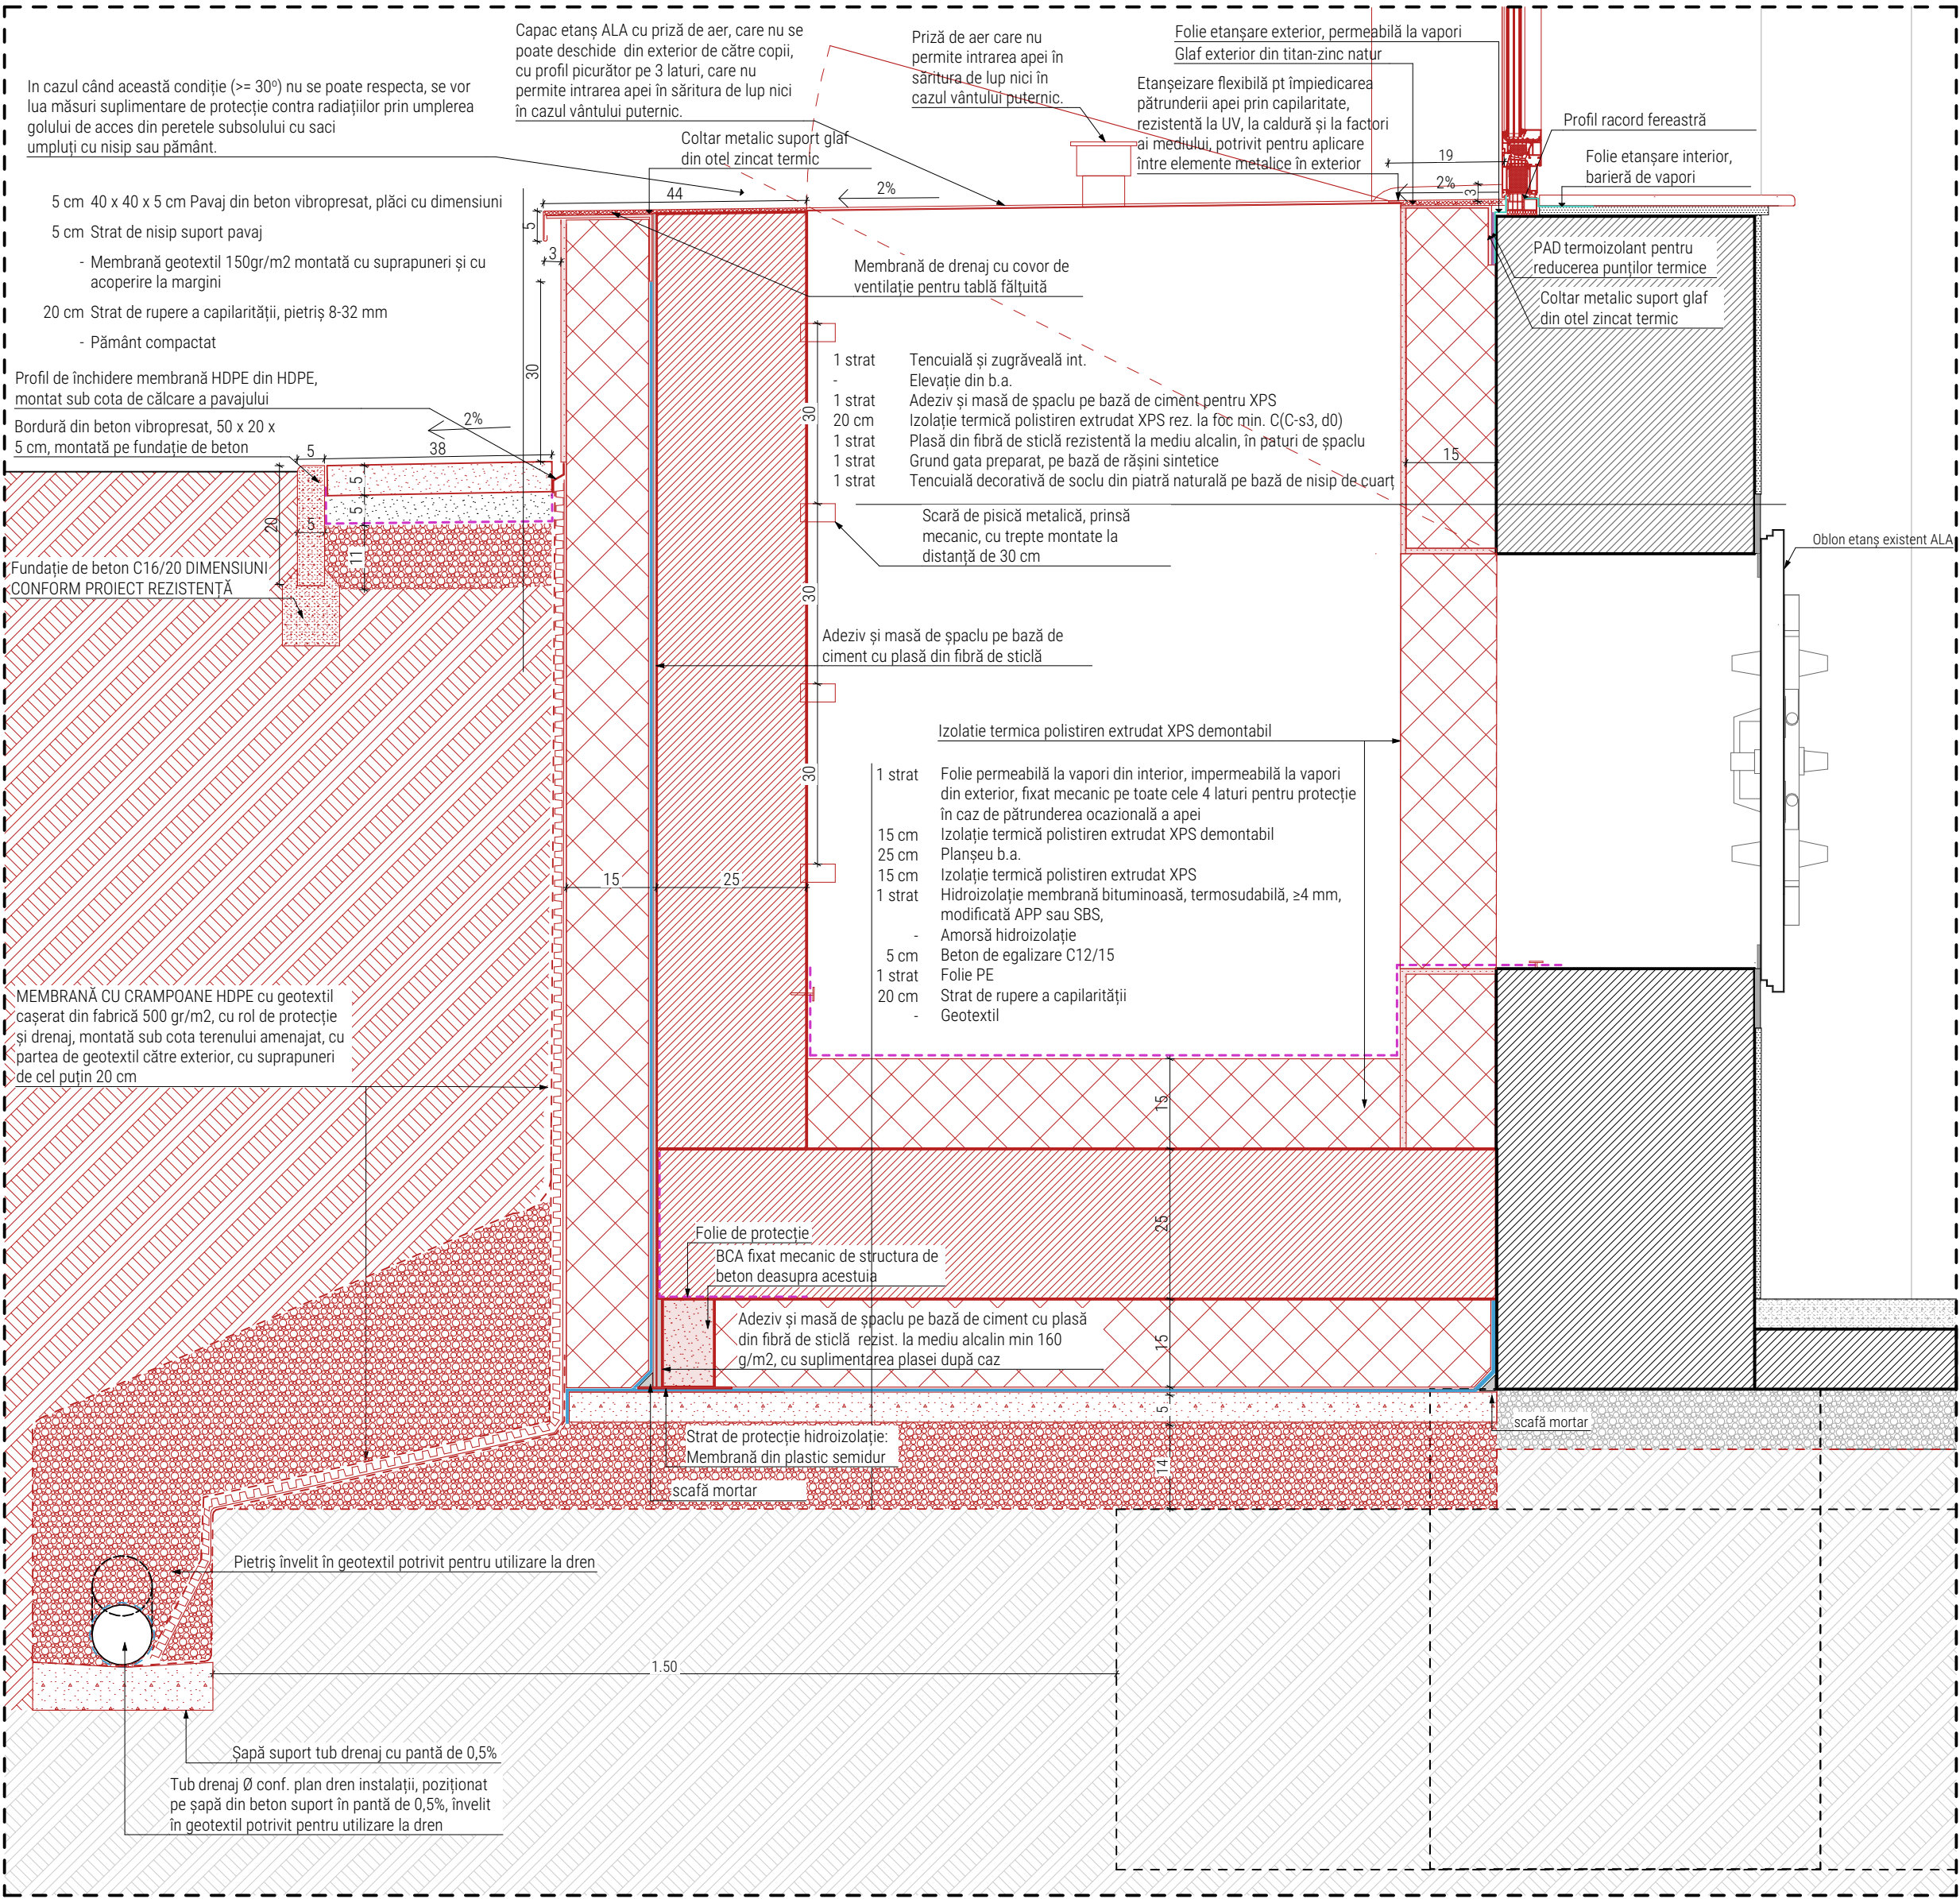 Capac etanș ALA cu priză de aer, care nu se
poate deschide din exterior de către copii,
cu profil picurător pe 3 laturi, care nu
permite intrarea apei în săritura de lup nici
în cazul vântului puternic.
Priză de aer care nu
permite intrarea apei în
săritura de lup nici în
cazul vântului puternic.
Folie etanșare exterior, permeabilă la vapori
Glaf exterior din titan-zinc natur
Etanșeizare flexibilă pt împiedicarea
pătrunderii apei prin capilaritate,
rezistentă la UV, la caldură și la factori
ai mediului, potrivit pentru aplicare
între elemente metalice în exterior
Profil racord fereastră
Folie etanșare interior,
barieră de vapori
In cazul când această condiție (>= 30º) nu se poate respecta, se vor
lua măsuri suplimentare de protecție contra radiațiilor prin umplerea
golului de acces din peretele subsolului cu saci
umpluți cu nisip sau pământ.
Coltar metalic suport glaf
din otel zincat termic
44
2%
19
2%
3
5
3
5 cm 40 x 40 x 5 cm Pavaj din beton vibropresat, plăci cu dimensiuni
5 cm Strat de nisip suport pavaj
- Membrană geotextil 150gr/m2 montată cu suprapuneri și cu
acoperire la margini
20 cm Strat de rupere a capilarității, pietriș 8-32 mm
- Pământ compactat
Membrană de drenaj cu covor de
ventilație pentru tablă fălțuită
PAD termoizolant pentru
reducerea punților termice
Coltar metalic suport glaf
din otel zincat termic
Profil de închidere membrană HDPE din HDPE,
montat sub cota de călcare a pavajului
Bordură din beton vibropresat, 50 x 20 x
5 cm, montată pe fundație de beton
2%
5
38
30
5
5
11
20
5
Fundație de beton C16/20 DIMENSIUNI
CONFORM PROIECT REZISTENȚĂ
1 strat Tencuială și zugrăveală int.
- Elevație din b.a.
1 strat Adeziv și masă de șpaclu pe bază de ciment pentru XPS
20 cm Izolație termică polistiren extrudat XPS rez. la foc min. C(C-s3, d0)
1 strat Plasă din fibră de sticlă rezistentă la mediu alcalin, în paturi de șpaclu
1 strat Grund gata preparat, pe bază de rășini sintetice
1 strat Tencuială decorativă de soclu din piatră naturală pe bază de nisip de cuarț
30
30
30
15
Scară de pisică metalică, prinsă
mecanic, cu trepte montate la
distanță de 30 cm
Oblon etanș existent ALA
Adeziv și masă de șpaclu pe bază de
ciment cu plasă din fibră de sticlă
Izolatie termica polistiren extrudat XPS demontabil
1 strat Folie permeabilă la vapori din interior, impermeabilă la vapori
din exterior, fixat mecanic pe toate cele 4 laturi pentru protecție
în caz de pătrunderea ocazională a apei
15 cm Izolație termică polistiren extrudat XPS demontabil
25 cm Planșeu b.a.
15 cm Izolație termică polistiren extrudat XPS
1 strat Hidroizolație membrană bituminoasă, termosudabilă, ≥4 mm,
modificată APP sau SBS,
- Amorsă hidroizolație
5 cm Beton de egalizare C12/15
1 strat Folie PE
20 cm Strat de rupere a capilarității
- Geotextil
15
25
MEMBRANĂ CU CRAMPOANE HDPE cu geotextil
cașerat din fabrică 500 gr/m2, cu rol de protecție
și drenaj, montată sub cota terenului amenajat, cu
partea de geotextil către exterior, cu suprapuneri
de cel puțin 20 cm
15
25
15
5
14
Folie de protecție
BCA fixat mecanic de structura de
beton deasupra acestuia
Adeziv și masă de șpaclu pe bază de ciment cu plasă
din fibră de sticlă rezist. la mediu alcalin min 160
g/m2, cu suplimentarea plasei după caz
Strat de protecție hidroizolație:
Membrană din plastic semidur
scafă mortar
scafă mortar
Pietriș învelit în geotextil potrivit pentru utilizare la dren
1.50
Șapă suport tub drenaj cu pantă de 0,5%
Tub drenaj Ø conf. plan dren instalații, poziționat
pe șapă din beton suport în pantă de 0,5%, învelit
în geotextil potrivit pentru utilizare la dren